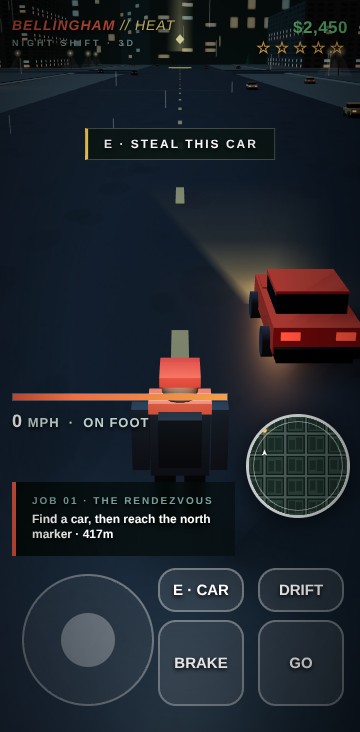 BELLINGHAM // HEAT
$2,450
NIGHT SHIFT · 3D
☆ ☆ ☆ ☆ ☆
E · STEAL THIS CAR
0 MPH · ON FOOT
JOB 01 · THE RENDEZVOUS
Find a car, then reach the north
marker · 417m
E · CAR
DRIFT
BRAKE
GO